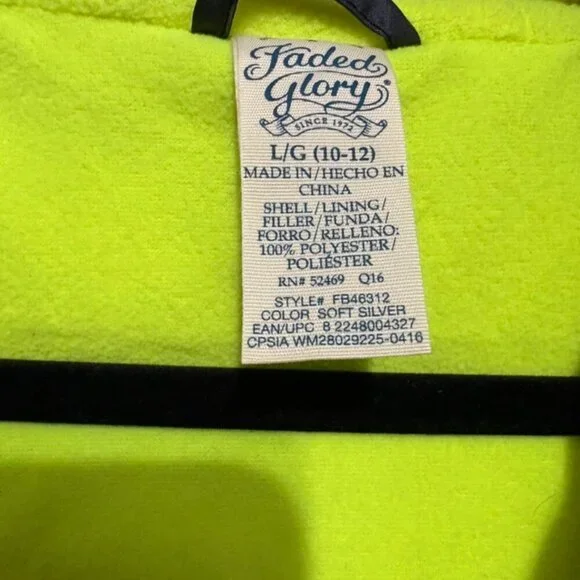 Faded
Glory®
SINCE 1972
L/G (10-12)
MADE IN/HECHO EN
CHINA
SHELL/LINING/
FILLER/FUNDA/
FORRO/RELLENO:
100% POLYESTER/
POLIÉSTER
RN# 52469 Q16
STYLE# FB46312
COLOR SOFT SILVER
EAN/UPC 8 2248004327
CPSIA WM28029225-0416